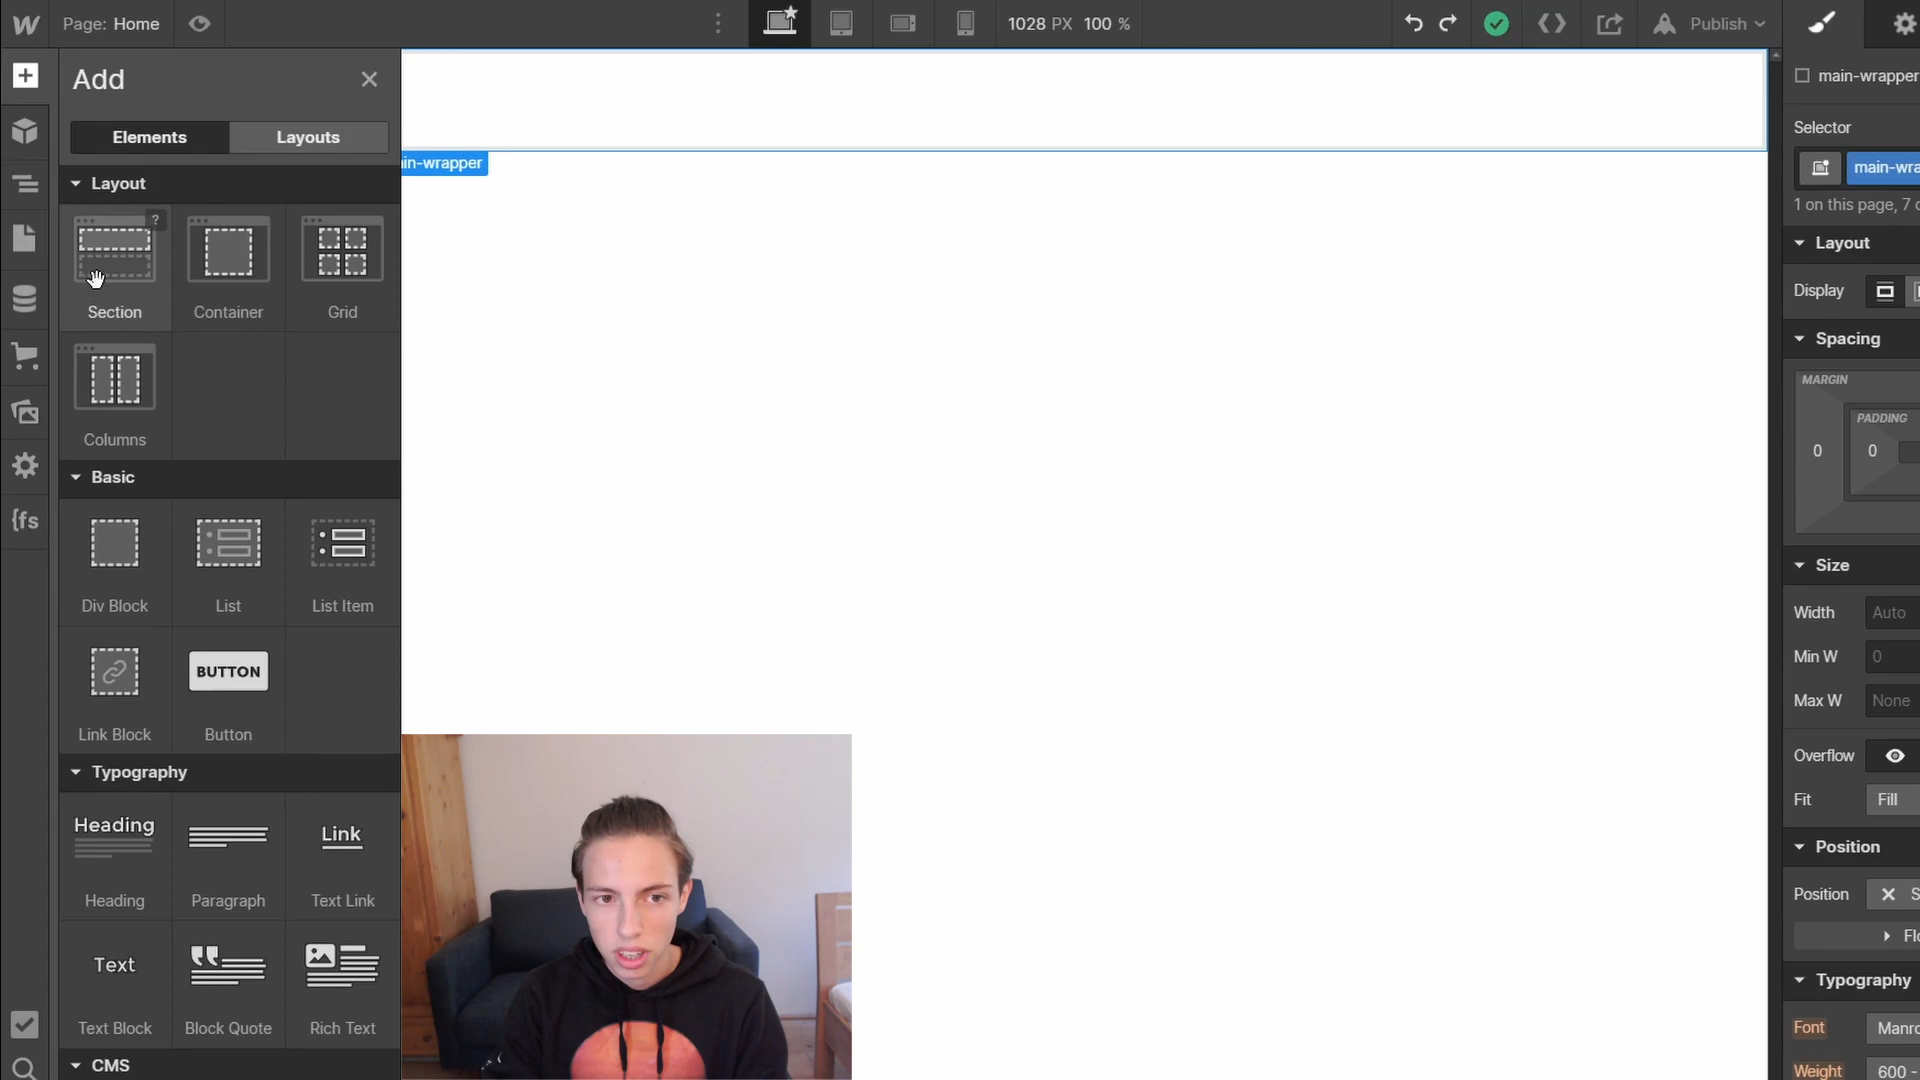 Page: Home
1028 PX 100 %
Publish
Add
Elements
Layouts
Layout
?
Section
Container
Grid
Columns
Basic
Div Block
List
List Item
Link Block
BUTTON
Button
Typography
Heading
Heading
Paragraph
Link
Text Link
Text
Text Block
Block Quote
Rich Text
CMS
{fs
in-wrapper
main-wrapper
Selector
main-wra
1 on this page, 7
Layout
Display
Spacing
MARGIN
PADDING
0
0
Size
Width
Auto
Min W
0
Max W
None
Overflow
Fit
Fill
Position
Position
S
Flo
Typography
Font
Manro
Weight
600 -